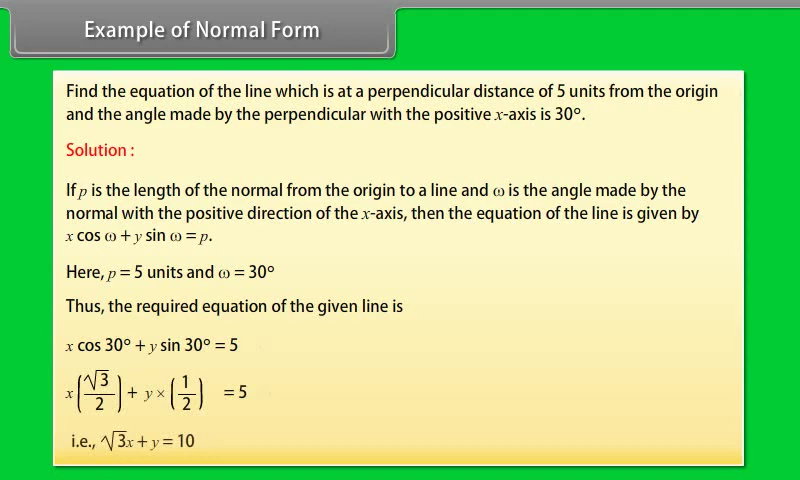 Example of Normal Form
Find the equation of the line which is at a perpendicular distance of 5 units from the origin
and the angle made by the perpendicular with the positive x-axis is 30°.
Solution :
If p is the length of the normal from the origin to a line and ω is the angle made by the
normal with the positive direction of the x-axis, then the equation of the line is given by
x cos ω + y sin ω = p.
Here, p = 5 units and ω = 30°
Thus, the required equation of the given line is
x cos 30° + y sin 30° = 5
x(√3/2) + y × (1/2) = 5
i.e., √3x + y = 10